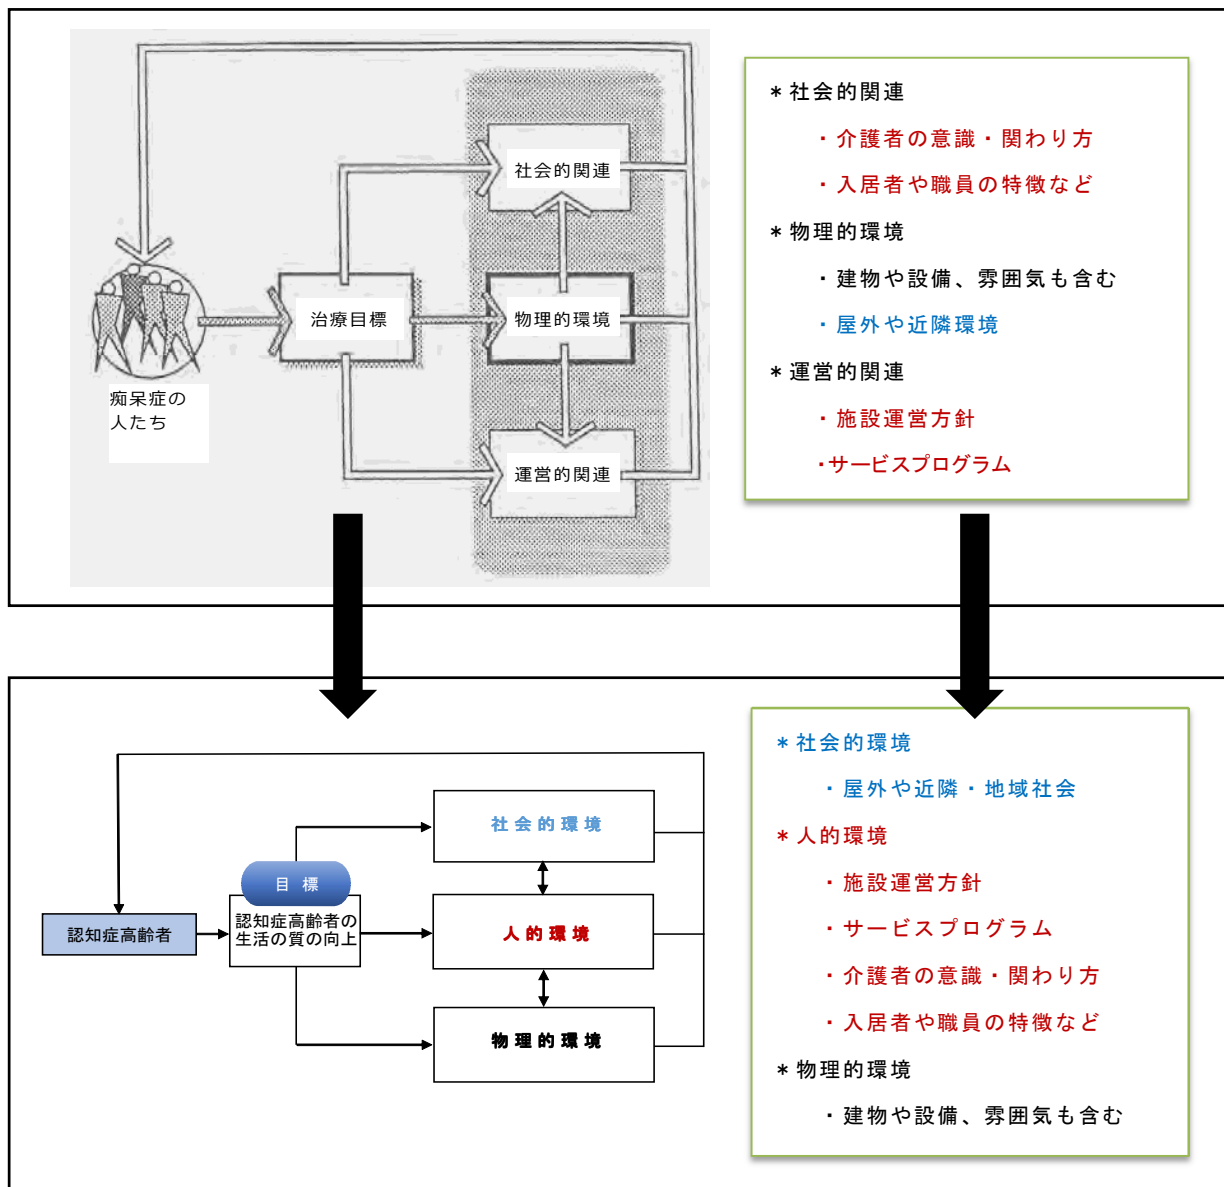 社会的関連
治療目標
物理的環境
痴呆症の
人たち
運営的関連
＊社会的関連
・介護者の意識・関わり方
・入居者や職員の特徴など
＊物理的環境
・建物や設備、雰囲気も含む
・屋外や近隣環境
＊運営的関連
・施設運営方針
・サービスプログラム
社会的環境
目 標
認知症高齢者
認知症高齢者の
生活の質の向上
人的環境
物理的環境
＊社会的環境
・屋外や近隣・地域社会
＊人的環境
・施設運営方針
・サービスプログラム
・介護者の意識・関わり方
・入居者や職員の特徴など
＊物理的環境
・建物や設備、雰囲気も含む